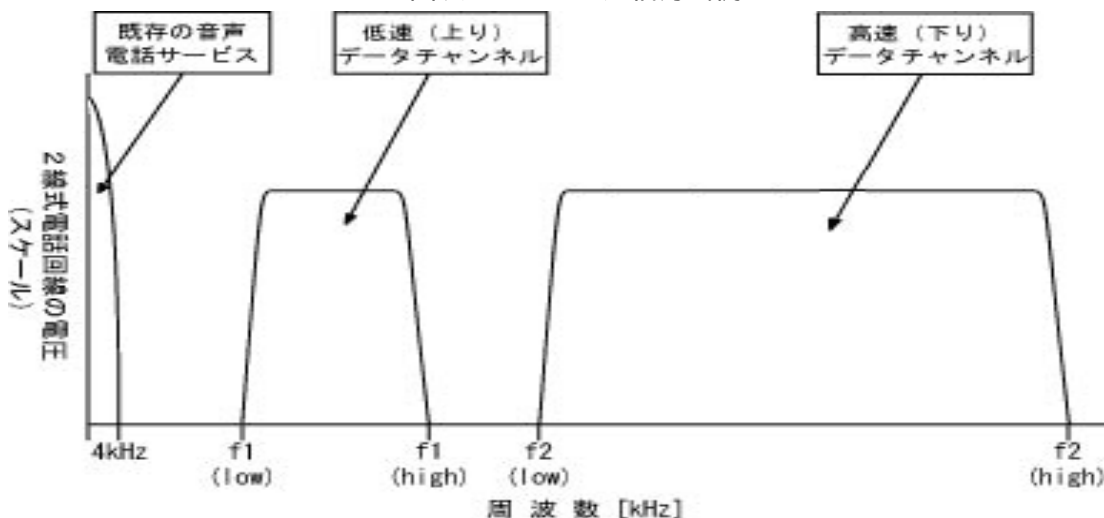 既存の音声
電話サービス
低速（上り）
データチャンネル
高速（下り）
データチャンネル
2線式電話回線の電圧
(スケール)
4kHz
f1
(low)
f1
(high)
f2
(low)
f2
(high)
周 波 数 [kHz]